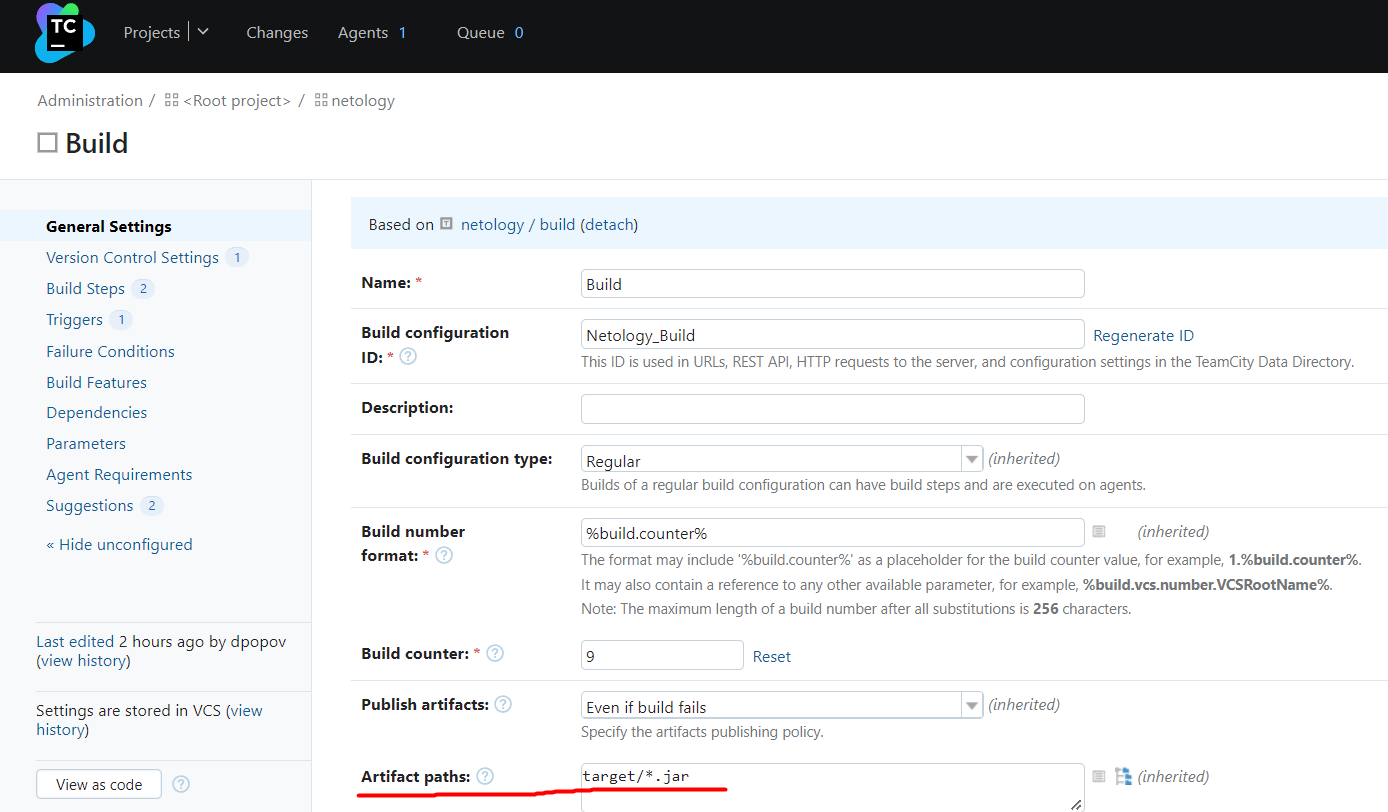 TC
Projects
Changes
Agents 1
Queue 0
Administration / <Root project> / netology
Build
General Settings
Version Control Settings 1
Build Steps 2
Triggers 1
Failure Conditions
Build Features
Dependencies
Parameters
Agent Requirements
Suggestions 2
« Hide unconfigured
Last edited 2 hours ago by dpopov
(view history)
Settings are stored in VCS (view
history)
View as code ?
Based on T netology / build (detach)
Name: *
Build
Build configuration
ID: * ?
Netology_Build
Regenerate ID
This ID is used in URLs, REST API, HTTP requests to the server, and configuration settings in the TeamCity Data Directory.
Description:
Build configuration type:
Regular
(inherited)
Builds of a regular build configuration can have build steps and are executed on agents.
Build number
format: * ?
%build.counter%
(inherited)
The format may include '%build.counter%' as a placeholder for the build counter value, for example, 1.%build.counter%.
It may also contain a reference to any other available parameter, for example, %build.vcs.number.VCSRootName%.
Note: The maximum length of a build number after all substitutions is 256 characters.
Build counter: * ?
9
Reset
Publish artifacts: ?
Even if build fails
(inherited)
Specify the artifacts publishing policy.
Artifact paths: ?
target/*.jar
(inherited)